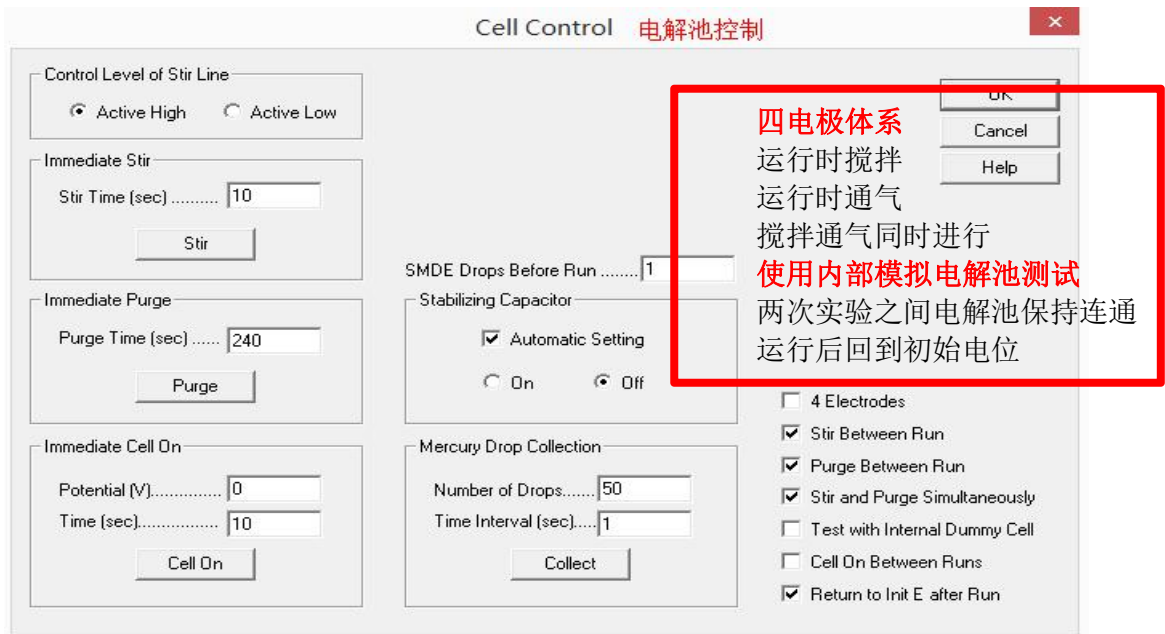 Cell Control 电解池控制
Control Level of Stir Line
Active High Active Low
Immediate Stir
Stir Time (sec) .......... 10
Stir
Immediate Purge
Purge Time (sec) ...... 240
Purge
Immediate Cell On
Potential (V)............... 0
Time (sec)................. 10
Cell On
SMDE Drops Before Run ........ 1
Stabilizing Capacitor
Automatic Setting
On Off
Mercury Drop Collection
Number of Drops....... 50
Time Interval (sec)..... 1
Collect
OK
Cancel
Help
四电极体系
运行时搅拌
运行时通气
搅拌通气同时进行
使用内部模拟电解池测试
两次实验之间电解池保持连通
运行后回到初始电位
4 Electrodes
Stir Between Run
Purge Between Run
Stir and Purge Simultaneously
Test with Internal Dummy Cell
Cell On Between Runs
Return to Init E after Run